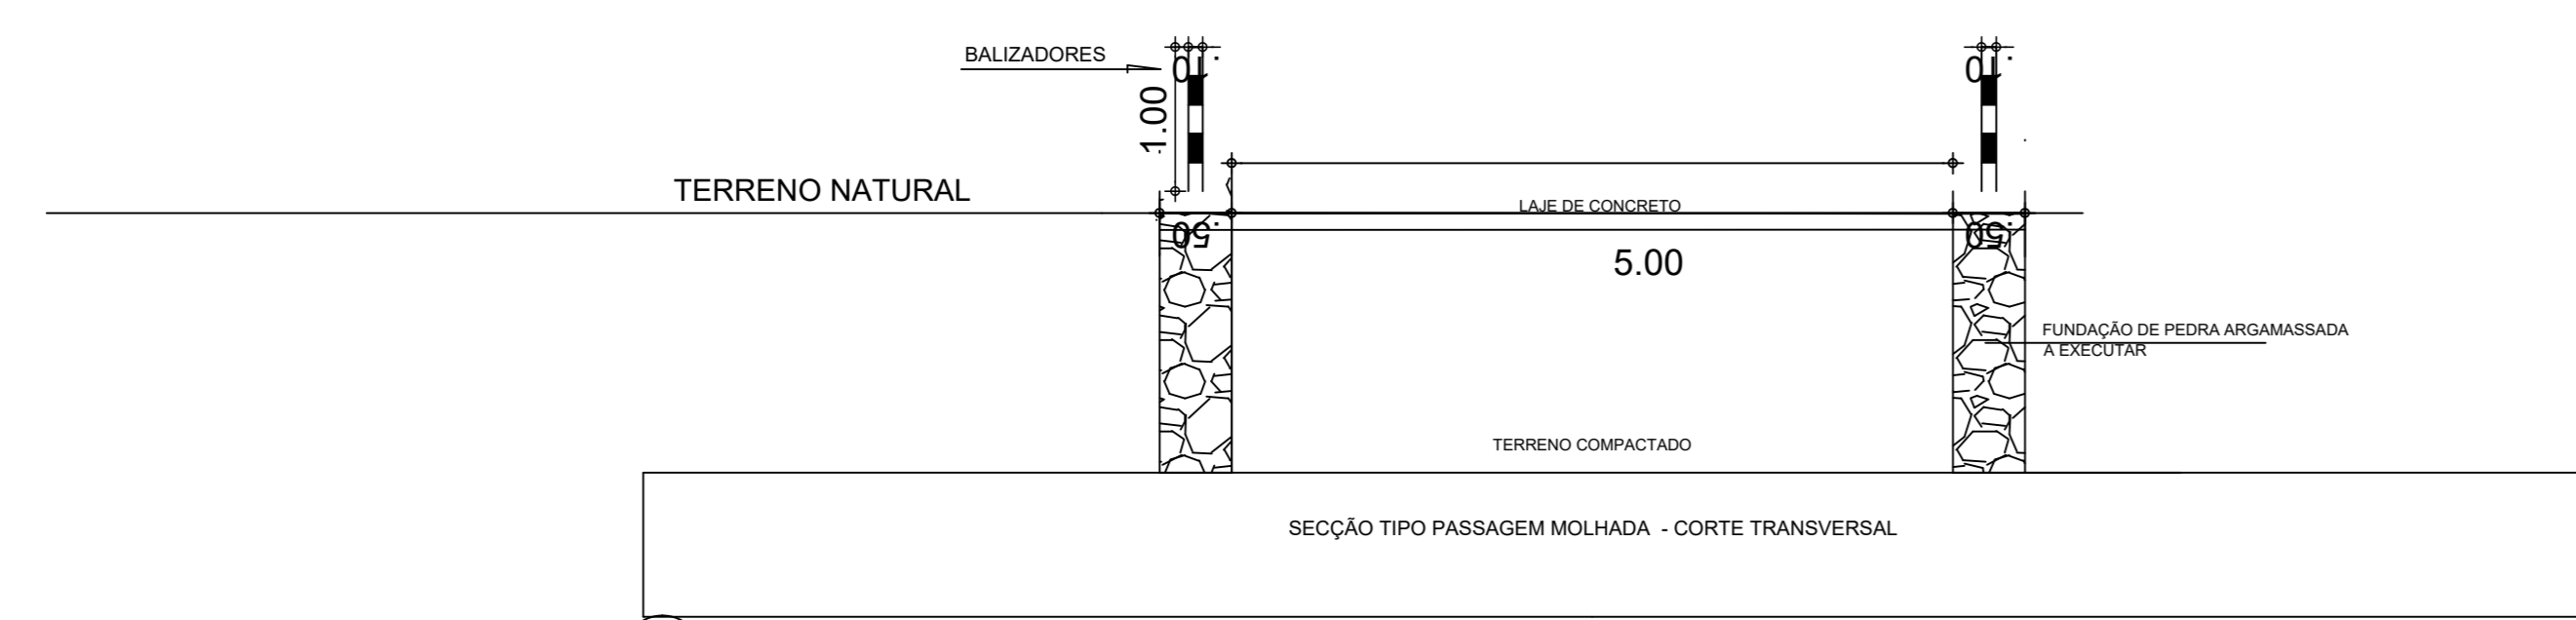 BALIZADORES
.10
.10
1.00
TERRENO NATURAL
LAJE DE CONCRETO
.50
.50
5.00
FUNDAÇÃO DE PEDRA ARGAMASSADA
A EXECUTAR
TERRENO COMPACTADO
SECÇÃO TIPO PASSAGEM MOLHADA - CORTE TRANSVERSAL